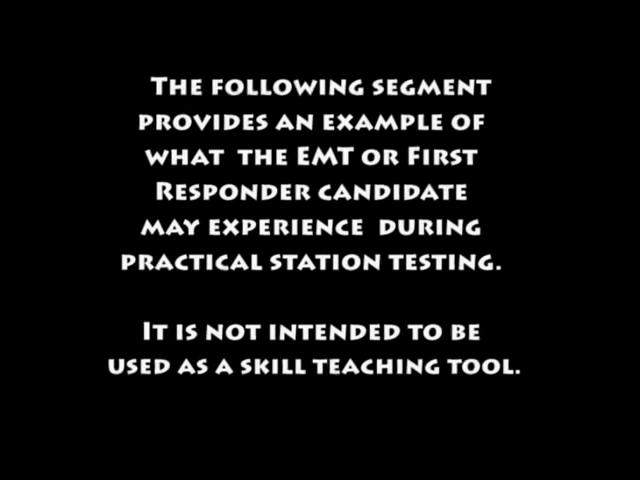 The following segment
provides an example of
what the EMT or First
Responder candidate
may experience during
practical station testing.
It is not intended to be
used as a skill teaching tool.